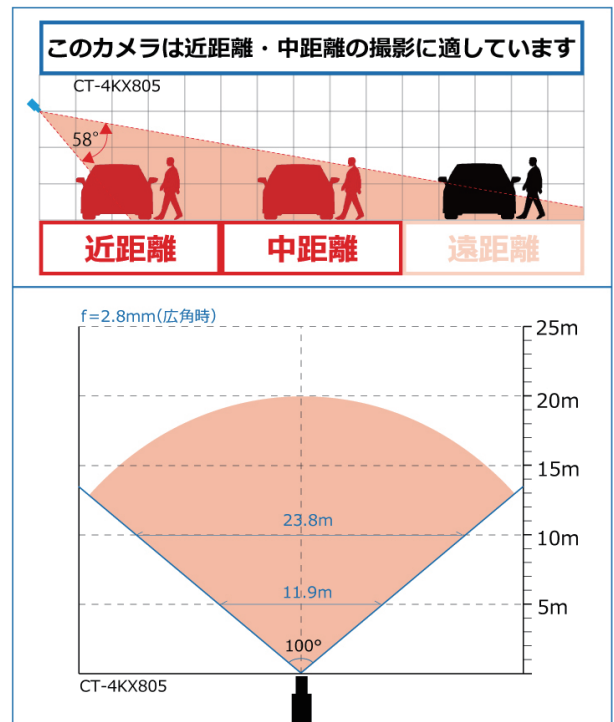 このカメラは近距離・中距離の撮影に適しています
CT-4KX805
58°
近距離 中距離 遠距離
f=2.8mm(広角時)
25m
20m
15m
23.8m
10m
11.9m
5m
100°
CT-4KX805